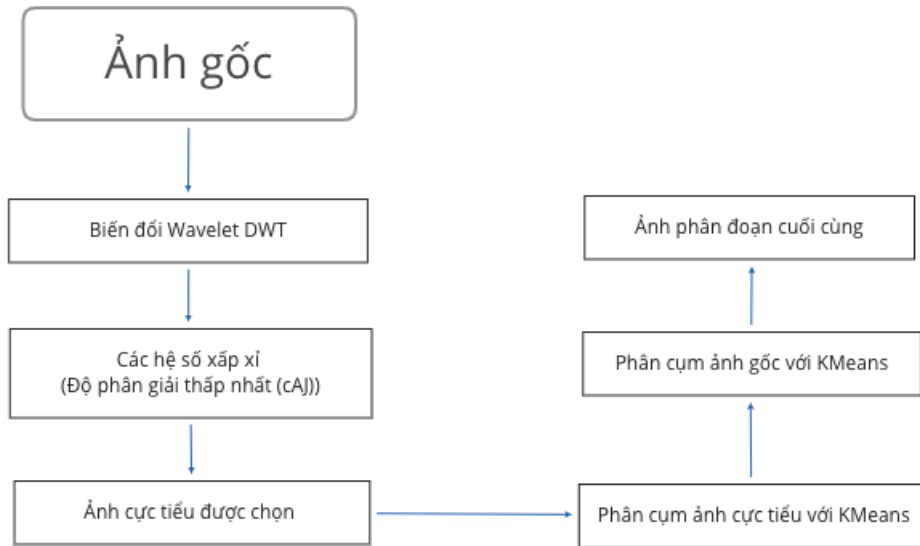 Ảnh gốc
Biến đổi Wavelet DWT
Các hệ số xấp xỉ
(Độ phân giải thấp nhất (cAJ))
Ảnh cực tiểu được chọn
Phân cụm ảnh cực tiểu với KMeans
Phân cụm ảnh gốc với KMeans
Ảnh phân đoạn cuối cùng